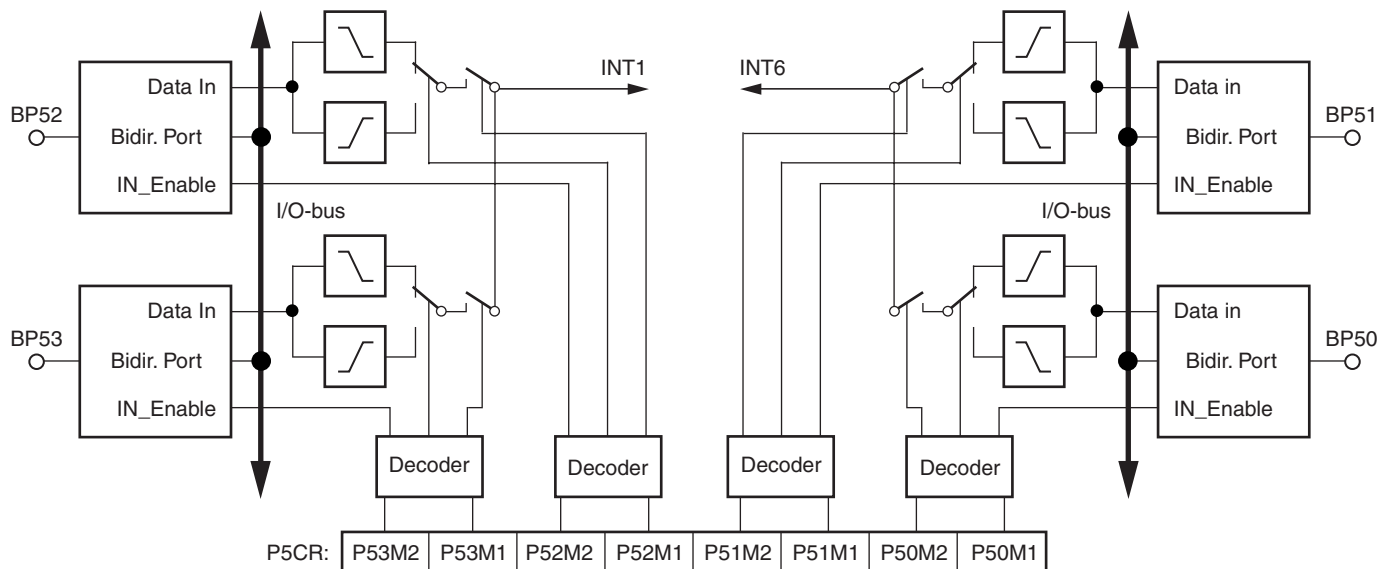 INT1 INT6
Data In Data in
BP52 BP51
Bidir. Port Bidir. Port
IN_Enable IN_Enable
I/O-bus I/O-bus
Data In Data in
BP53 BP50
Bidir. Port Bidir. Port
IN_Enable IN_Enable
Decoder Decoder Decoder Decoder
P5CR: P53M2 P53M1 P52M2 P52M1 P51M2 P51M1 P50M2 P50M1